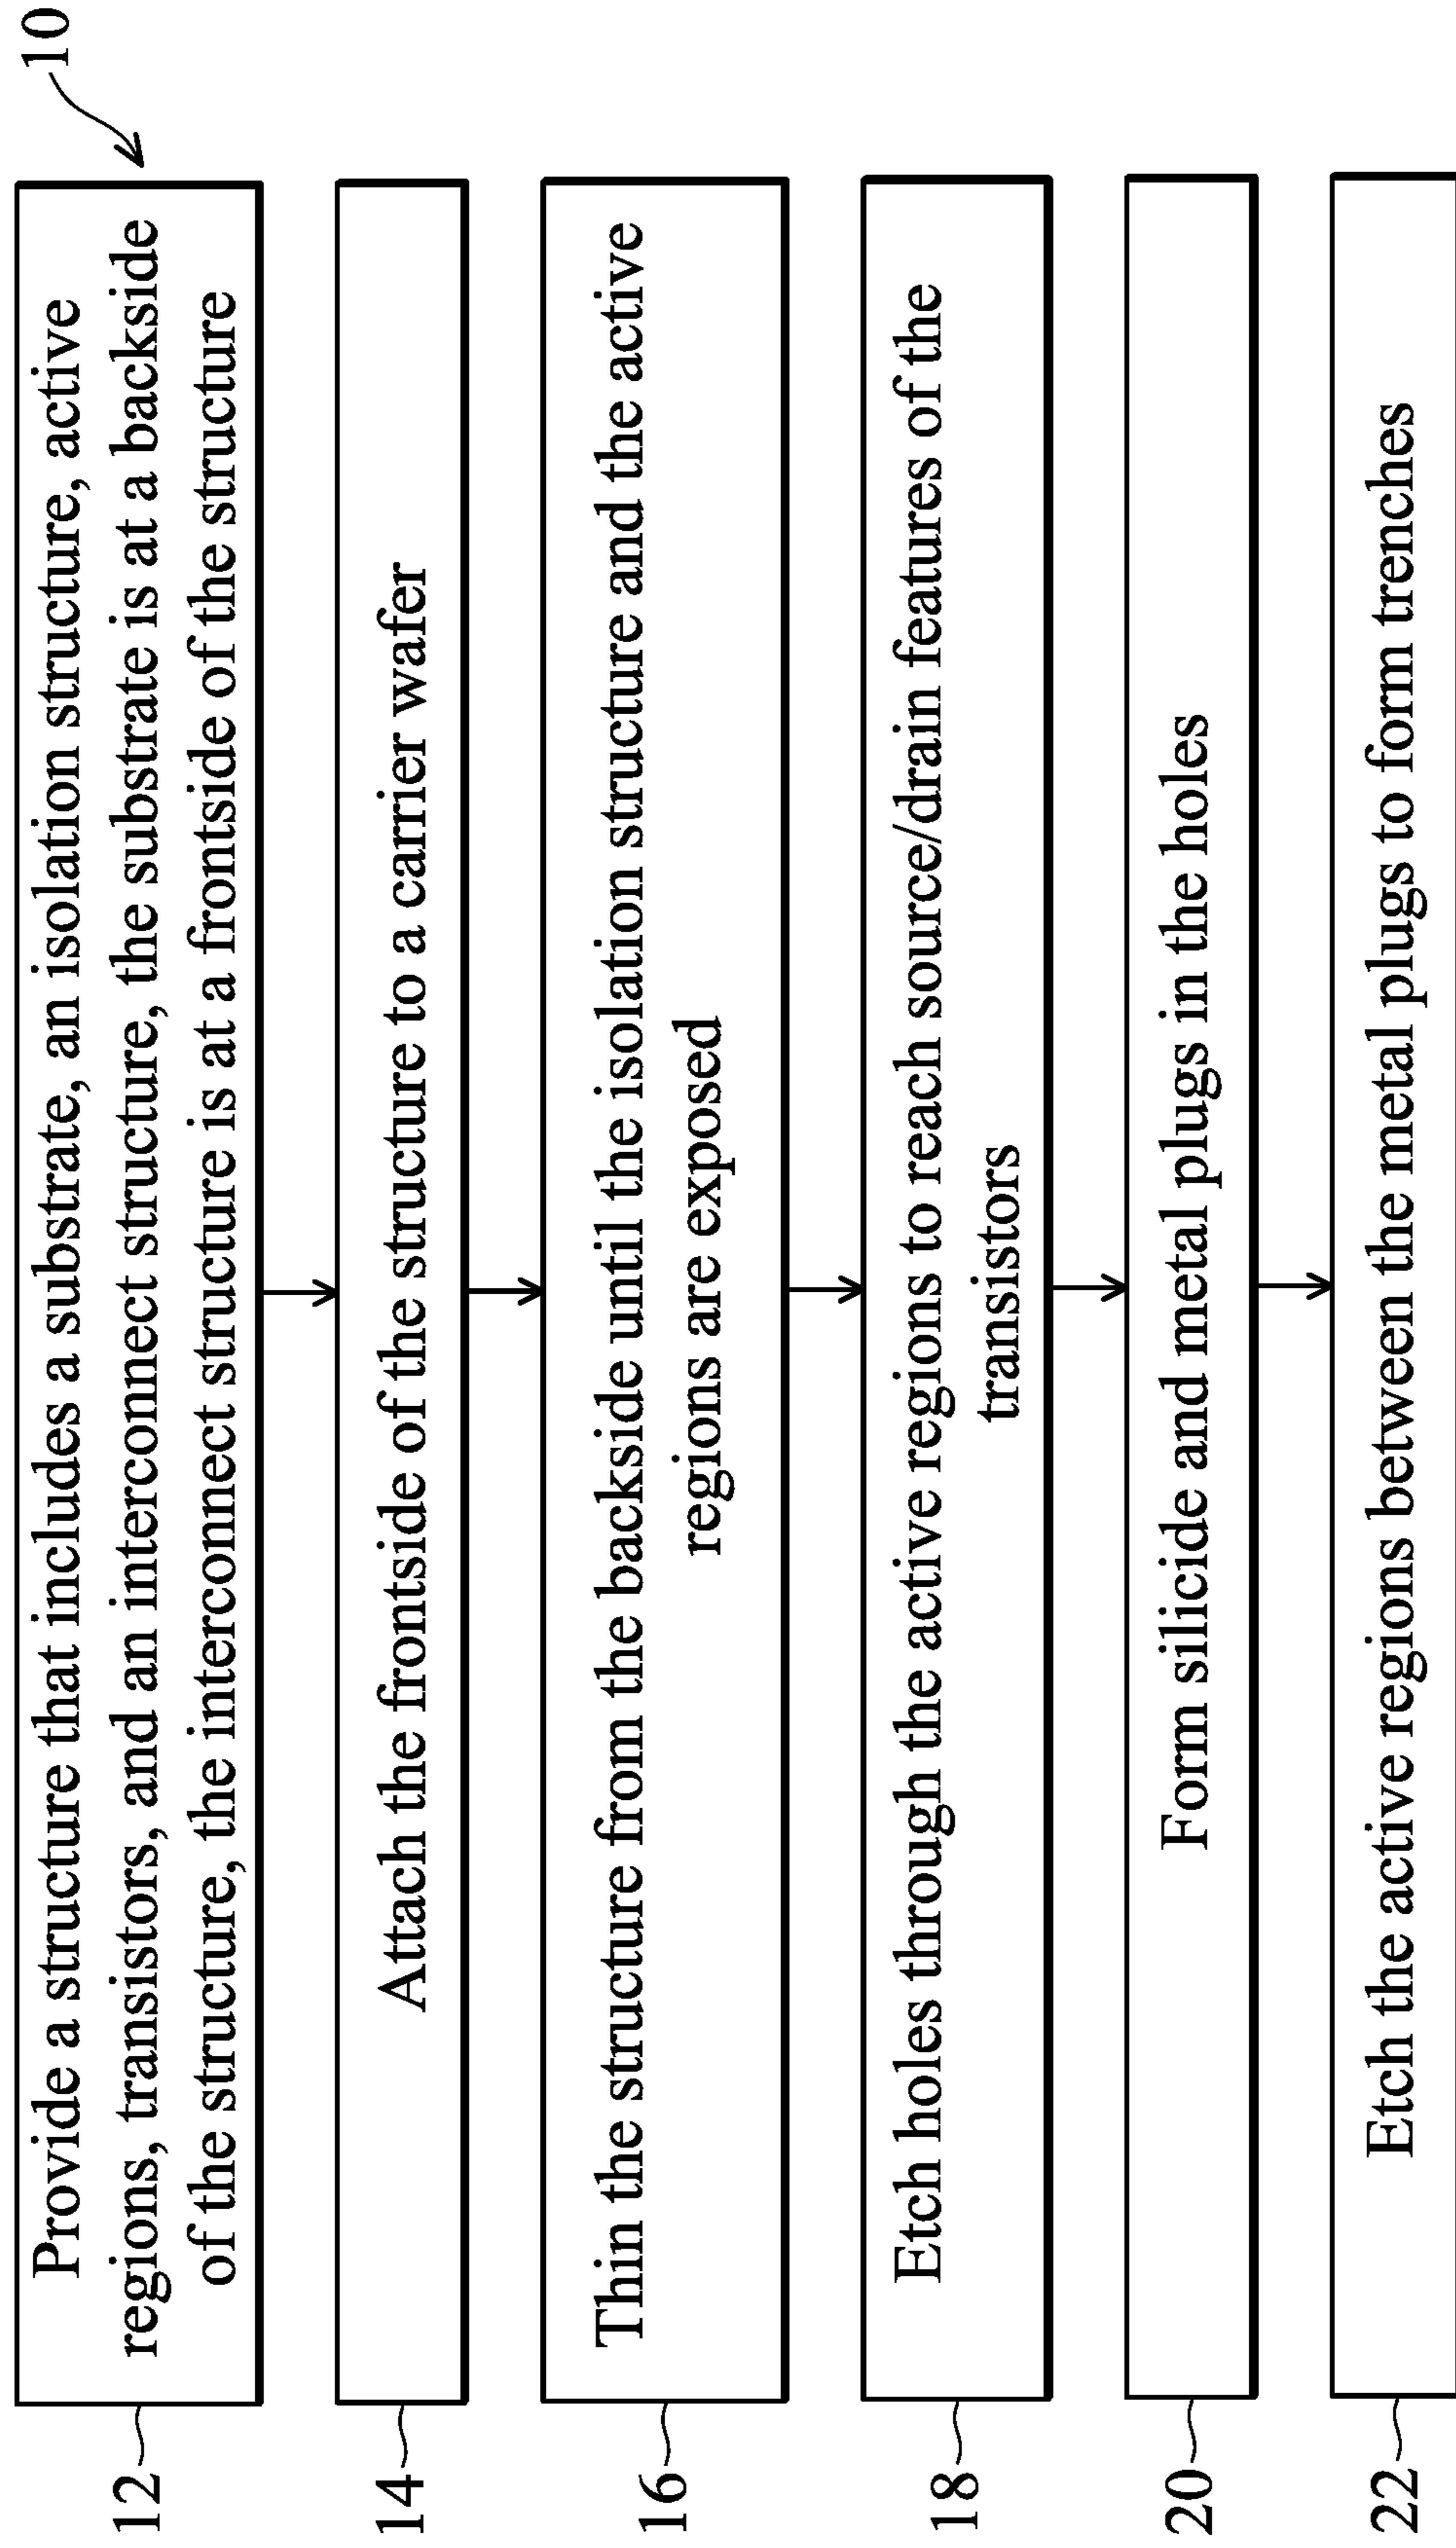 10
12
Provide a structure that includes a substrate, an isolation structure, active
regions, transistors, and an interconnect structure, the substrate is at a backside
of the structure, the interconnect structure is at a frontside of the structure
14
Attach the frontside of the structure to a carrier wafer
16
Thin the structure from the backside until the isolation structure and the active
regions are exposed
18
Etch holes through the active regions to reach source/drain features of the
transistors
20
Form silicide and metal plugs in the holes
22
Etch the active regions between the metal plugs to form trenches